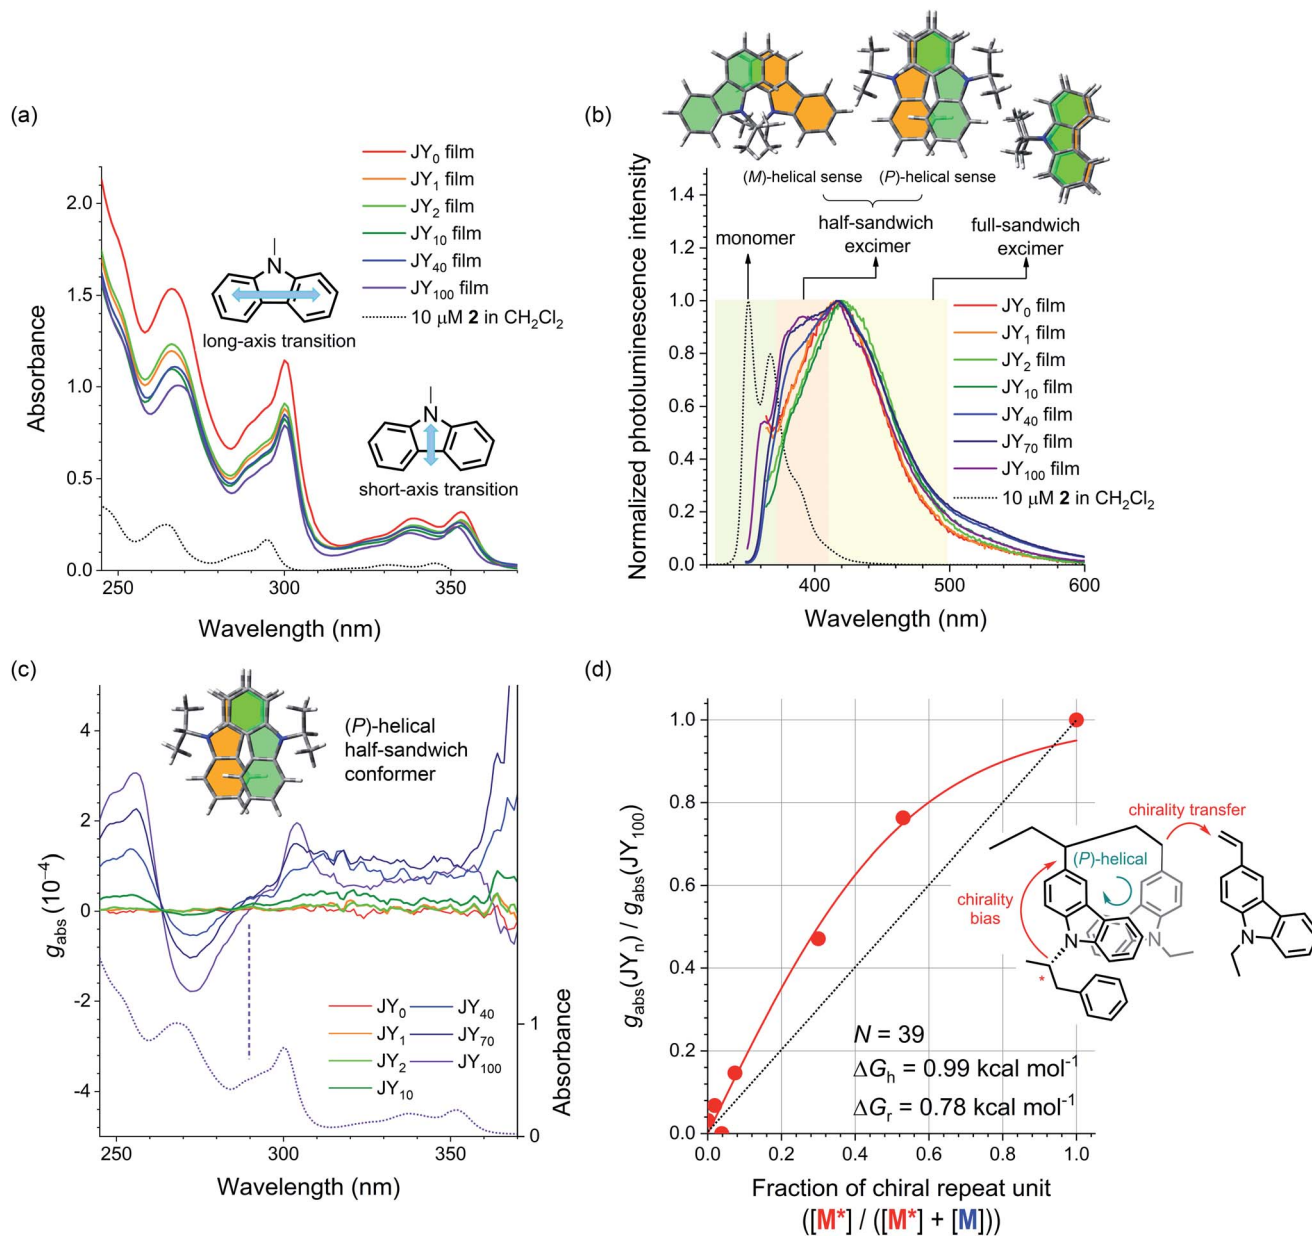 (a)
Absorbance
2.0
1.5
1.0
0.5
0.0
250
300
350
Wavelength (nm)
JY0 film
JY1 film
JY2 film
JY10 film
JY40 film
JY100 film
10 μM 2 in CH2Cl2
N
long-axis transition
N
short-axis transition
(b)
Normalized photoluminescence intensity
1.4
1.2
1.0
0.8
0.6
0.4
0.2
0.0
400
500
600
Wavelength (nm)
(M)-helical sense
(P)-helical sense
monomer
half-sandwich
excimer
full-sandwich
excimer
JY0 film
JY1 film
JY2 film
JY10 film
JY40 film
JY70 film
JY100 film
10 μM 2 in CH2Cl2
(c)
(P)-helical
half-sandwich
conformer
gabs (10−4)
4
2
0
-2
-4
250
300
350
Wavelength (nm)
Absorbance
1
0
JY0
JY1
JY2
JY10
JY40
JY70
JY100
(d)
gabs(JYn) / gabs(JY100)
1.0
0.8
0.6
0.4
0.2
0.0
0.0
0.2
0.4
0.6
0.8
1.0
Fraction of chiral repeat unit
([M*] / ([M*] + [M]))
N = 39
ΔGh = 0.99 kcal mol-1
ΔGr = 0.78 kcal mol-1
chirality transfer
(P)-helical
chirality
bias
N
N
N
*